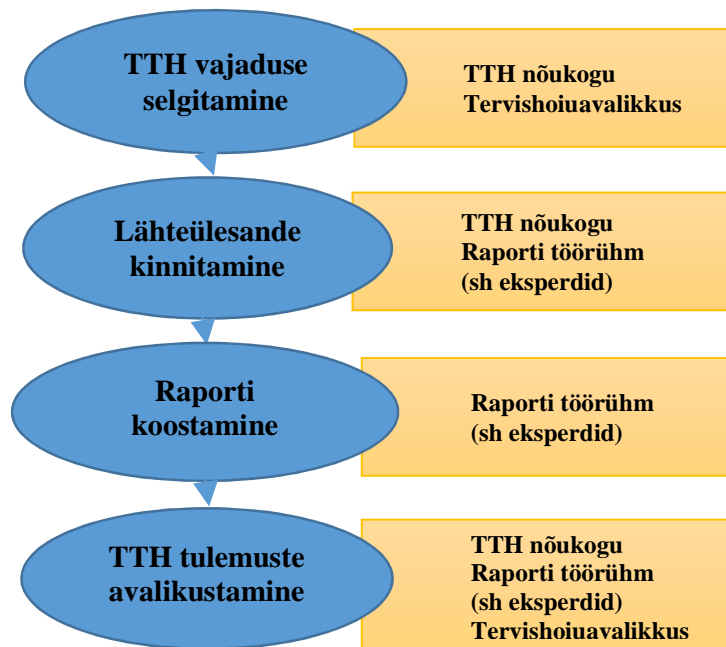 TTH vajaduse
selgitamine
TTH nõukogu
Tervishoiuavalikkus
Lähteülesande
kinnitamine
TTH nõukogu
Raporti töörühm
(sh eksperdid)
Raporti
koostamine
Raporti töörühm
(sh eksperdid)
TTH tulemuste
avalikustamine
TTH nõukogu
Raporti töörühm
(sh eksperdid)
Tervishoiuavalikkus